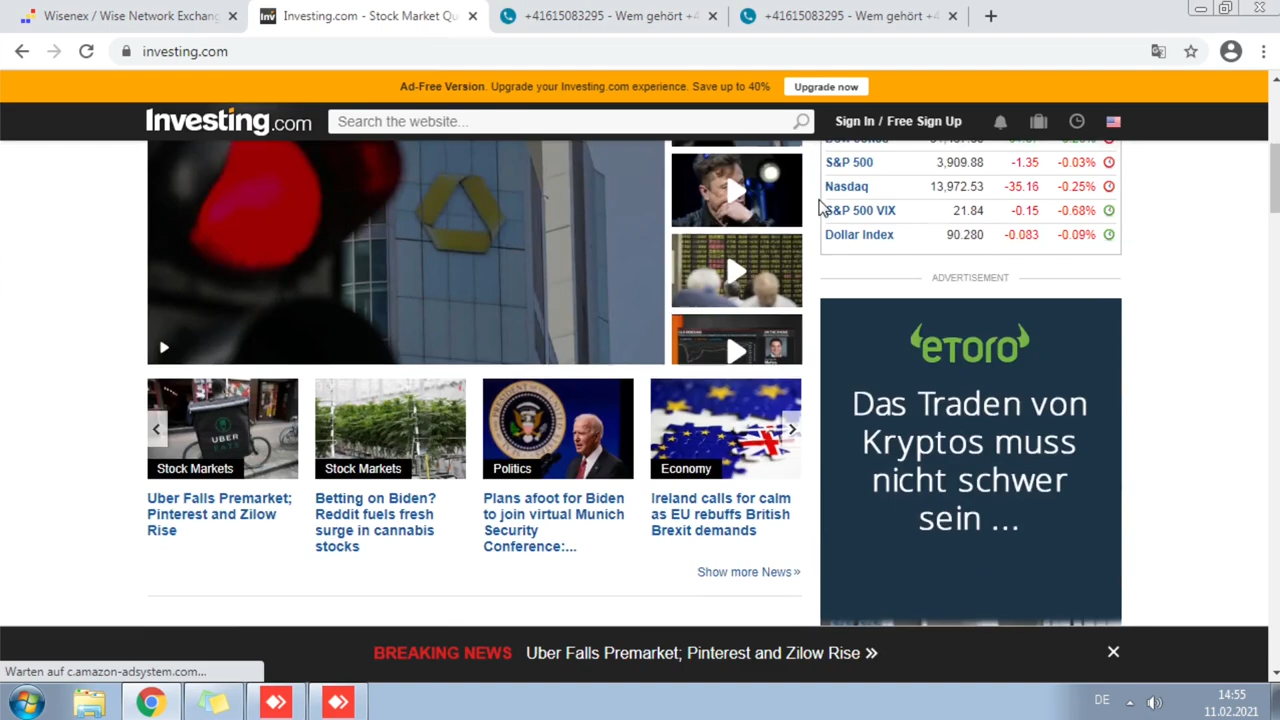 Wisenex / Wise Network Exchang
Investing.com - Stock Market Qu
+41615083295 - Wem gehört +4
+41615083295 - Wem gehört +4
investing.com
Ad-Free Version. Upgrade your Investing.com experience. Save up to 40%
Upgrade now
Investing.com
Search the website...
Sign In / Free Sign Up
S&P 500 3,909.88 -1.35 -0.03%
Nasdaq 13,972.53 -35.16 -0.25%
S&P 500 VIX 21.84 -0.15 -0.68%
Dollar Index 90.280 -0.083 -0.09%
ADVERTISEMENT
etoro
Das Traden von
Kryptos muss
nicht schwer
sein ...
UBER
EATS
Stock Markets
Uber Falls Premarket;
Pinterest and Zilow
Rise
Stock Markets
Betting on Biden?
Reddit fuels fresh
surge in cannabis
stocks
Politics
Plans afoot for Biden
to join virtual Munich
Security
Conference:...
Economy
Ireland calls for calm
as EU rebuffs British
Brexit demands
Show more News»
BREAKING NEWS Uber Falls Premarket; Pinterest and Zilow Rise »
Warten auf c.amazon-adsystem.com...
DE
14:55
11.02.2021